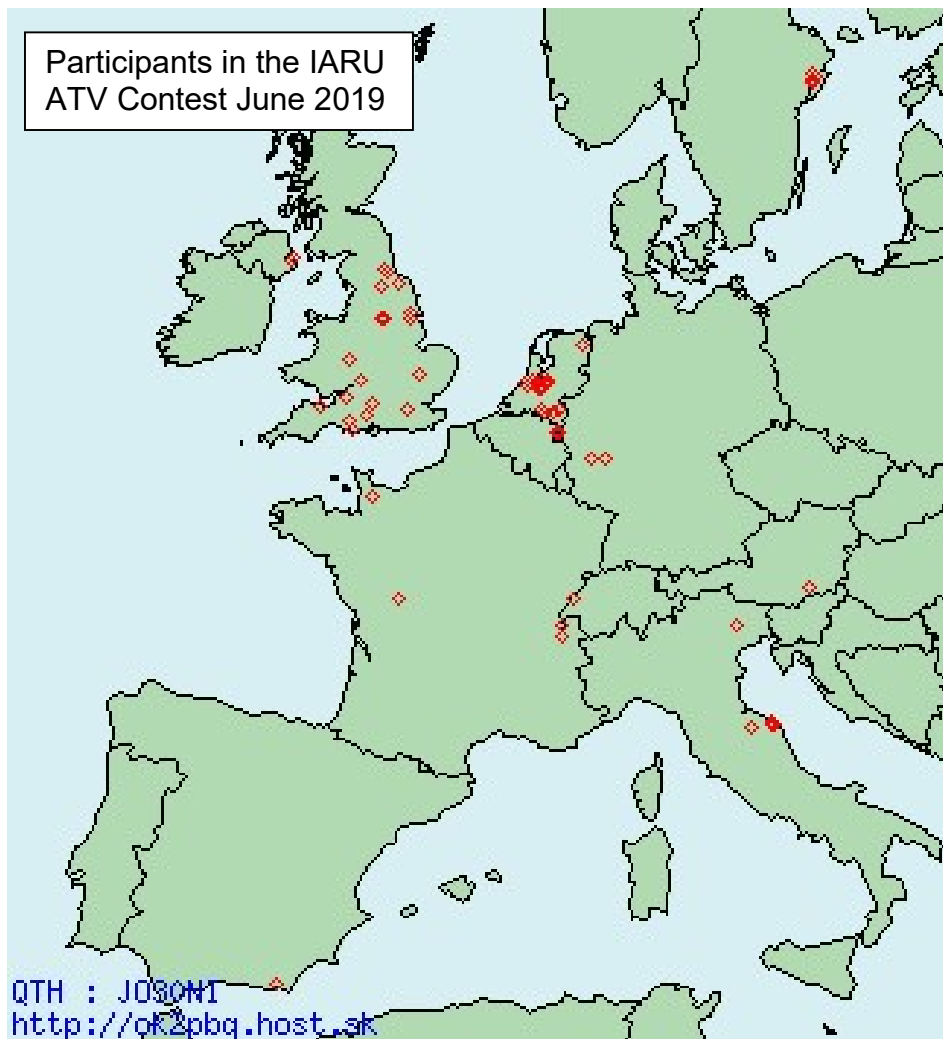 Participants in the IARU
ATV Contest June 2019
QTH : JO30NI
http://ok2pbq.host.sk